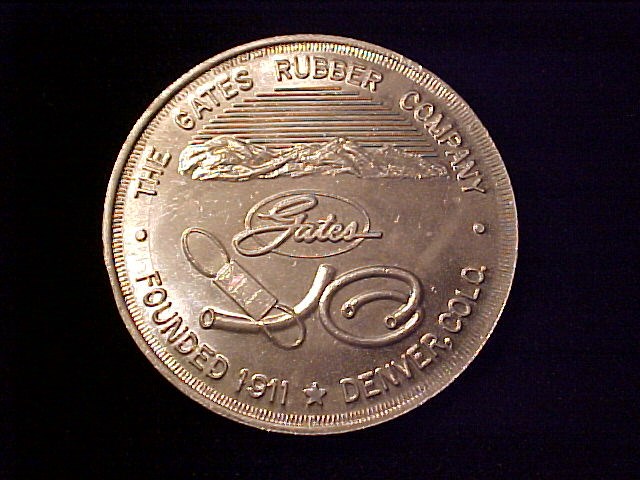 THE GATES RUBBER COMPANY
Gates
FOUNDED 1911 ★ DENVER, COLO.